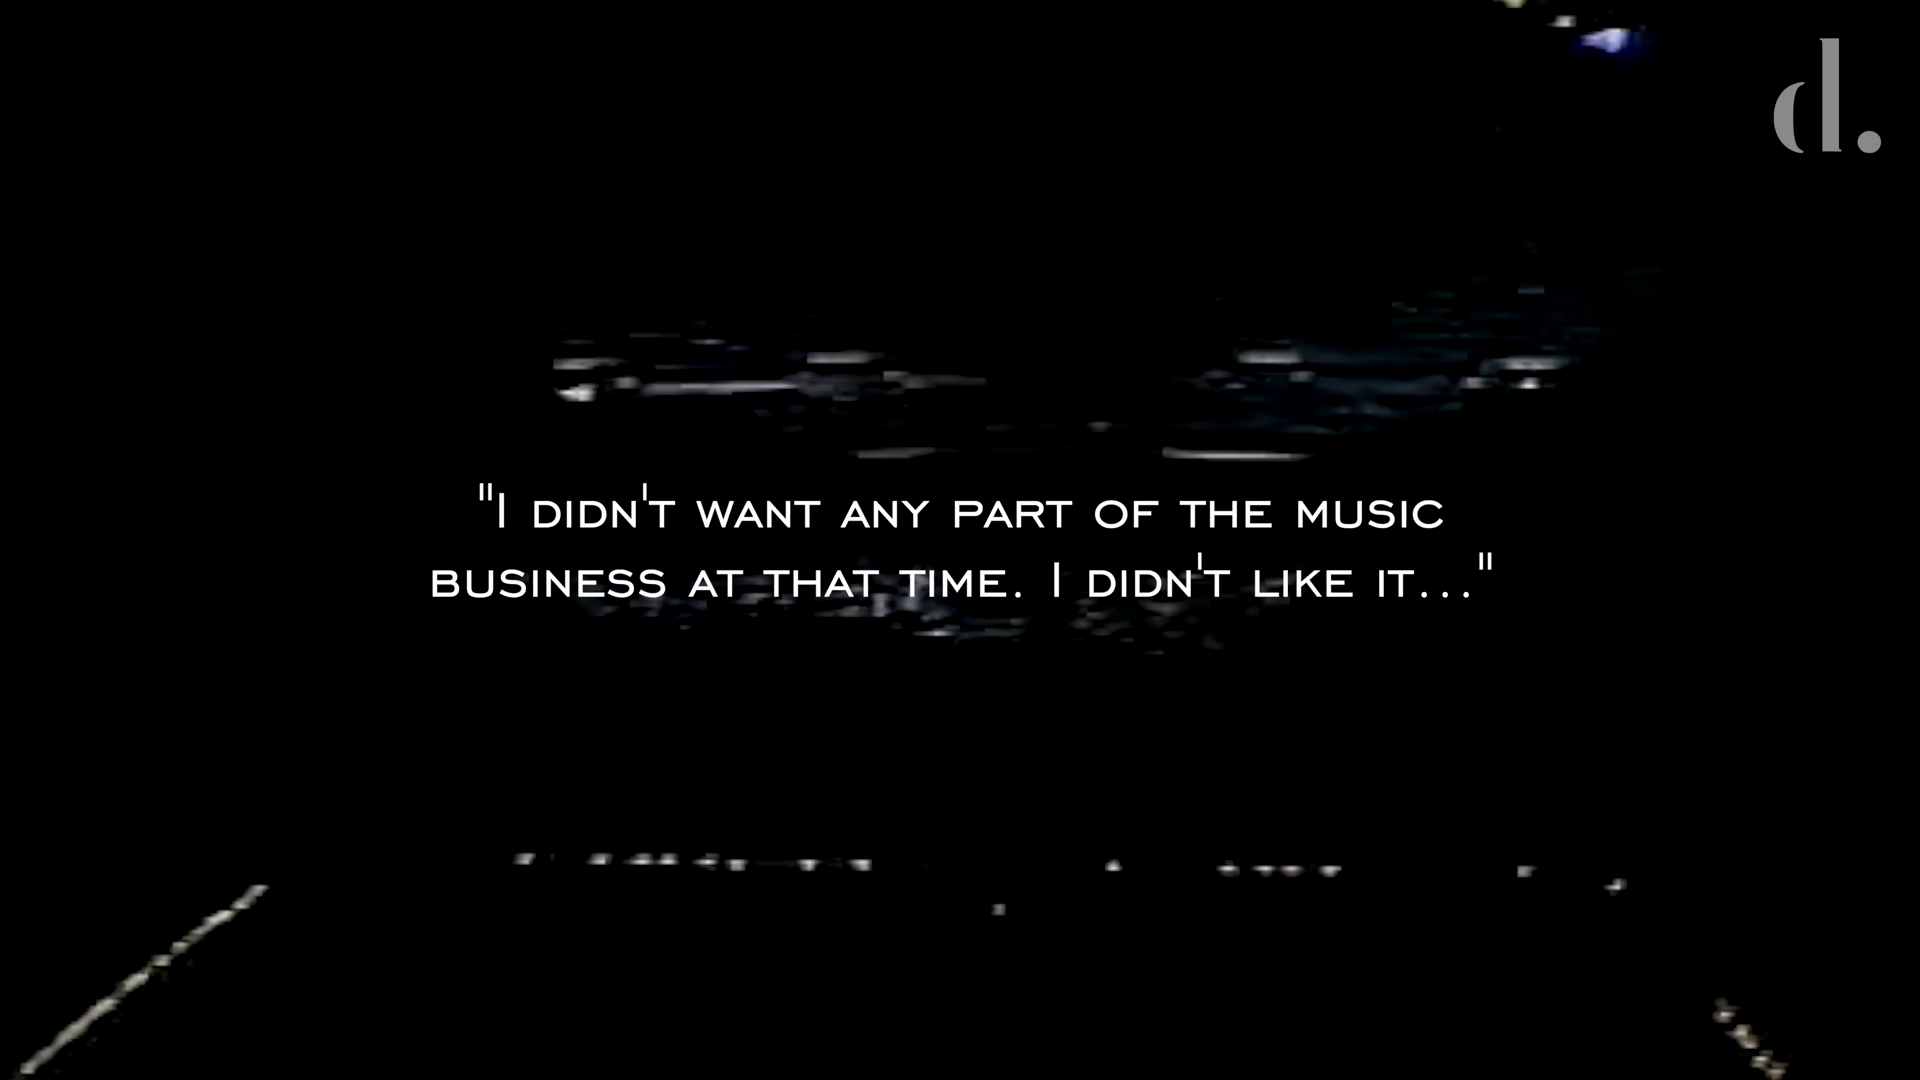 d.
"I DIDN'T WANT ANY PART OF THE MUSIC
BUSINESS AT THAT TIME. I DIDN'T LIKE IT..."